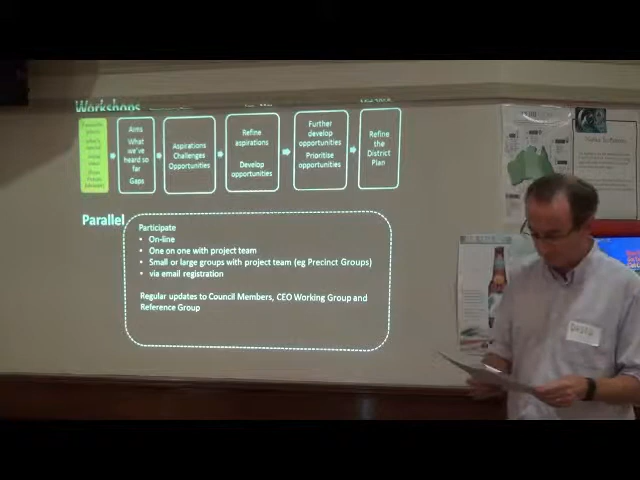 Workshops
Aims
What
we've
heard so
far
Gaps
Aspirations
Challenges
Opportunities
Refine
aspirations
Develop
opportunities
Further
develop
opportunities
Prioritise
opportunities
Refine
the
District
Plan
Parallel
Participate
• On-line
• One on one with project team
• Small or large groups with project team (eg Precinct Groups)
• via email registration
Regular updates to Council Members, CEO Working Group and
Reference Group